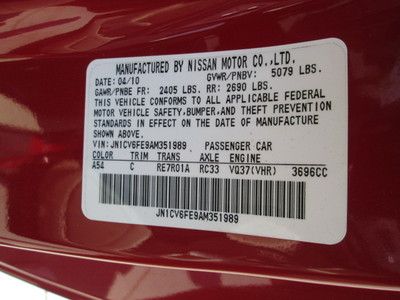 MANUFACTURED BY NISSAN MOTOR CO.,LTD.
DATE: 04/10 GVWR/PNBV: 5079 LBS.
GAWR/PNBE FR: 2405 LBS. RR: 2690 LBS.
THIS VEHICLE CONFORMS TO ALL APPLICABLE FEDERAL
MOTOR VEHICLE SAFETY,BUMPER,AND THEFT PREVENTION
STANDARDS IN EFFECT ON THE DATE OF MANUFACTURE
SHOWN ABOVE.
VIN: JN1CV6FE9AM351989 PASSENGER CAR
COLOR TRIM TRANS AXLE ENGINE
A54 C RE7R01A RC33 VQ37(VHR) 3696CC
JN1CV6FE9AM351989